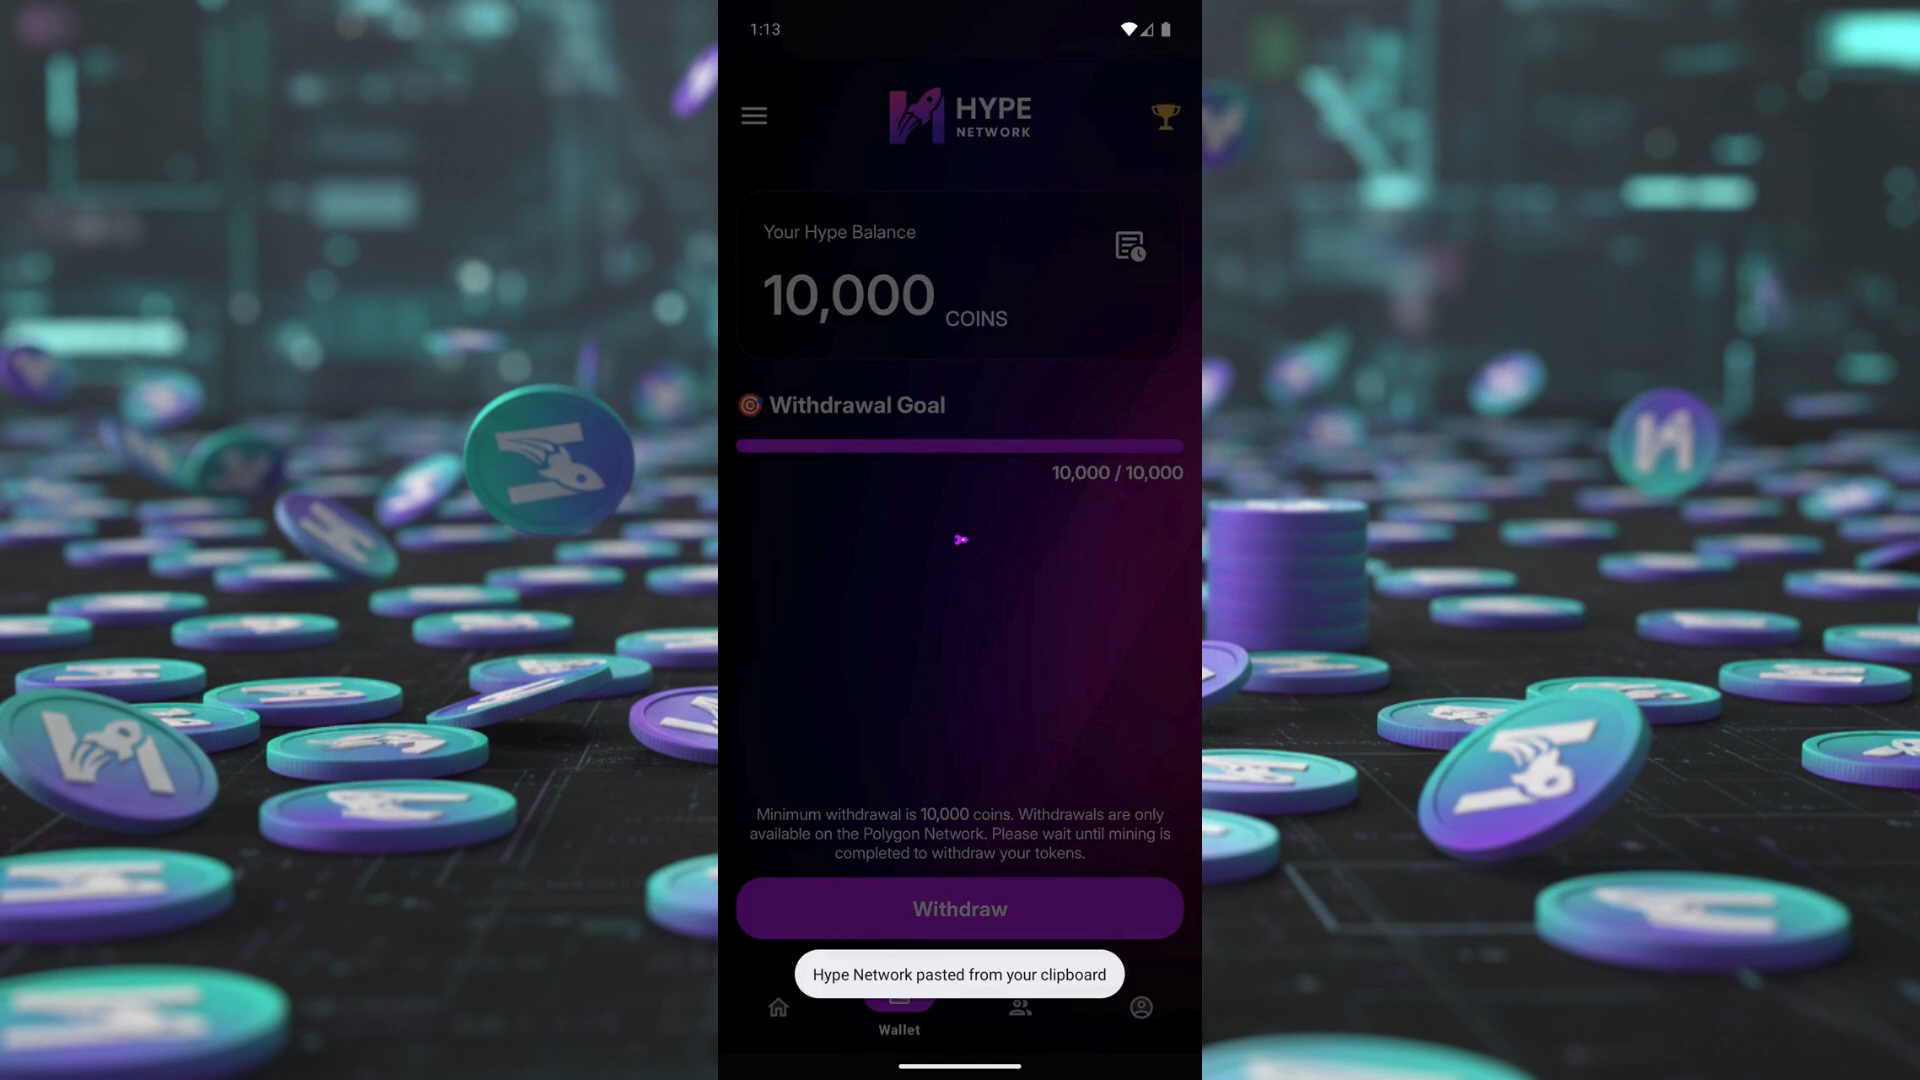 1:13
HYPE
NETWORK
Your Hype Balance
10,000 COINS
Withdrawal Goal
10,000 / 10,000
Minimum withdrawal is 10,000 coins. Withdrawals are only
available on the Polygon Network. Please wait until mining is
completed to withdraw your tokens.
Withdraw
Hype Network pasted from your clipboard
Wallet